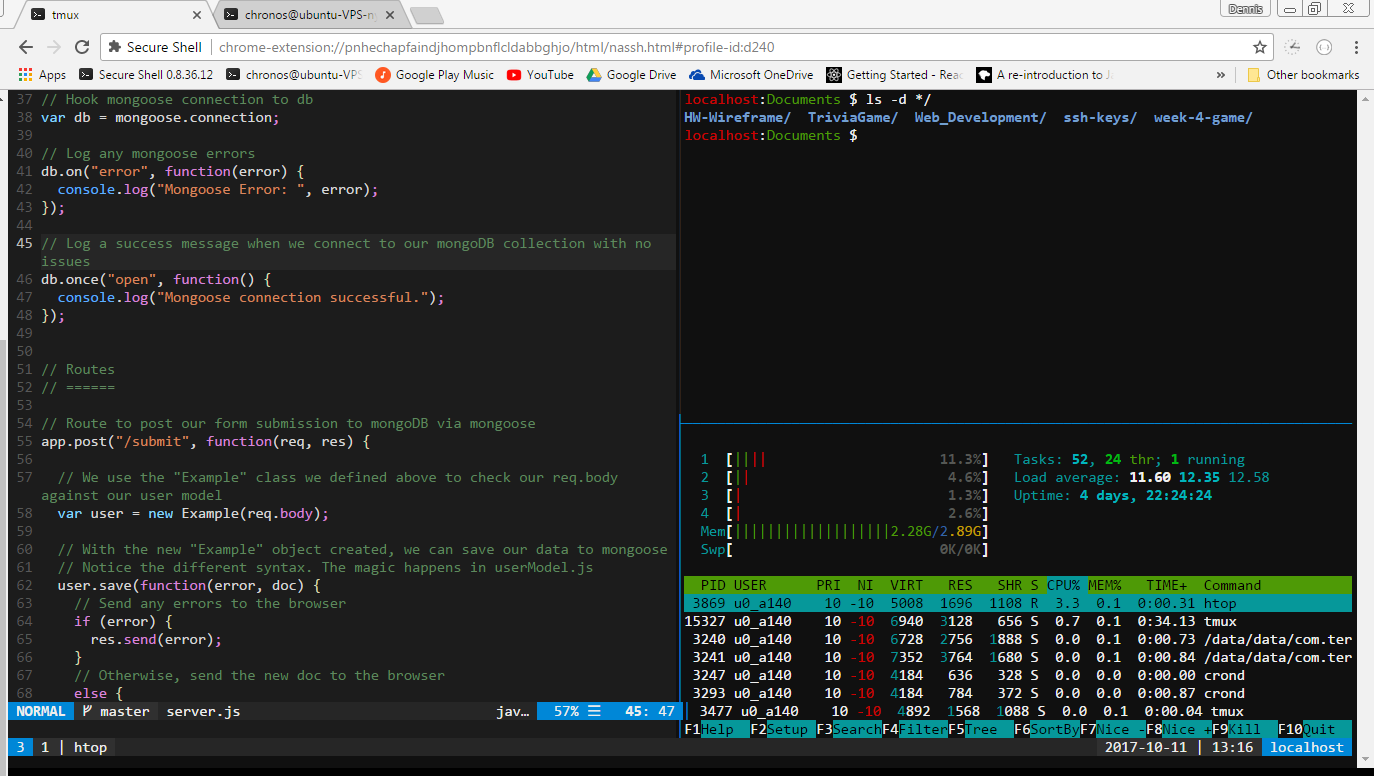 tmux
chronos@ubuntu-VPS-n
Dennis
Secure Shell
chrome-extension://pnhechapfaindjhompbnflcldabbghjo/html/nassh.html#profile-id:d240
Apps
Secure Shell 0.8.36.12
chronos@ubuntu-VPS
Google Play Music
YouTube
Google Drive
Microsoft OneDrive
Getting Started - Rea
A re-introduction to J
»
Other bookmarks
37 // Hook mongoose connection to db
38 var db = mongoose.connection;
39
40 // Log any mongoose errors
41 db.on("error", function(error) {
42   console.log("Mongoose Error: ", error);
43 });
44
45 // Log a success message when we connect to our mongoDB collection with no
issues
46 db.once("open", function() {
47   console.log("Mongoose connection successful.");
48 });
49
50
51 // Routes
52 // ======
53
54 // Route to post our form submission to mongoDB via mongoose
55 app.post("/submit", function(req, res) {
56
57   // We use the "Example" class we defined above to check our req.body
against our user model
58   var user = new Example(req.body);
59
60   // With the new "Example" object created, we can save our data to mongoose
61   // Notice the different syntax. The magic happens in userModel.js
62   user.save(function(error, doc) {
63     // Send any errors to the browser
64     if (error) {
65       res.send(error);
66     }
67     // Otherwise, send the new doc to the browser
68     else {
NORMAL master server.js jav… 57% ☰ 45: 47
localhost:Documents $ ls -d */
HW-Wireframe/  TriviaGame/  Web_Development/  ssh-keys/  week-4-game/
localhost:Documents $
1 [|||| 11.3%]
2 [|| 4.6%]
3 [| 1.3%]
4 [| 2.6%]
Mem[|||||||||||||||||||2.28G/2.89G]
Swp[ 0K/0K]
Tasks: 52, 24 thr; 1 running
Load average: 11.60 12.35 12.58
Uptime: 4 days, 22:24:24
PID USER PRI NI VIRT RES SHR S CPU% MEM% TIME+ Command
3869 u0_a140 10 -10 5008 1696 1108 R 3.3 0.1 0:00.31 htop
15327 u0_a140 10 -10 6940 3128 656 S 0.7 0.1 0:34.13 tmux
3240 u0_a140 10 -10 6728 2756 1888 S 0.0 0.1 0:00.73 /data/data/com.ter
3241 u0_a140 10 -10 7352 3764 1680 S 0.0 0.1 0:00.84 /data/data/com.ter
3247 u0_a140 10 -10 4184 636 328 S 0.0 0.0 0:00.00 crond
3293 u0_a140 10 -10 4184 784 372 S 0.0 0.0 0:00.87 crond
3477 u0_a140 10 -10 4892 1568 1088 S 0.0 0.1 0:00.04 tmux
F1Help F2Setup F3SearchF4FilterF5Tree F6SortByF7Nice -F8Nice +F9Kill F10Quit
3 1 | htop
2017-10-11 | 13:16 localhost